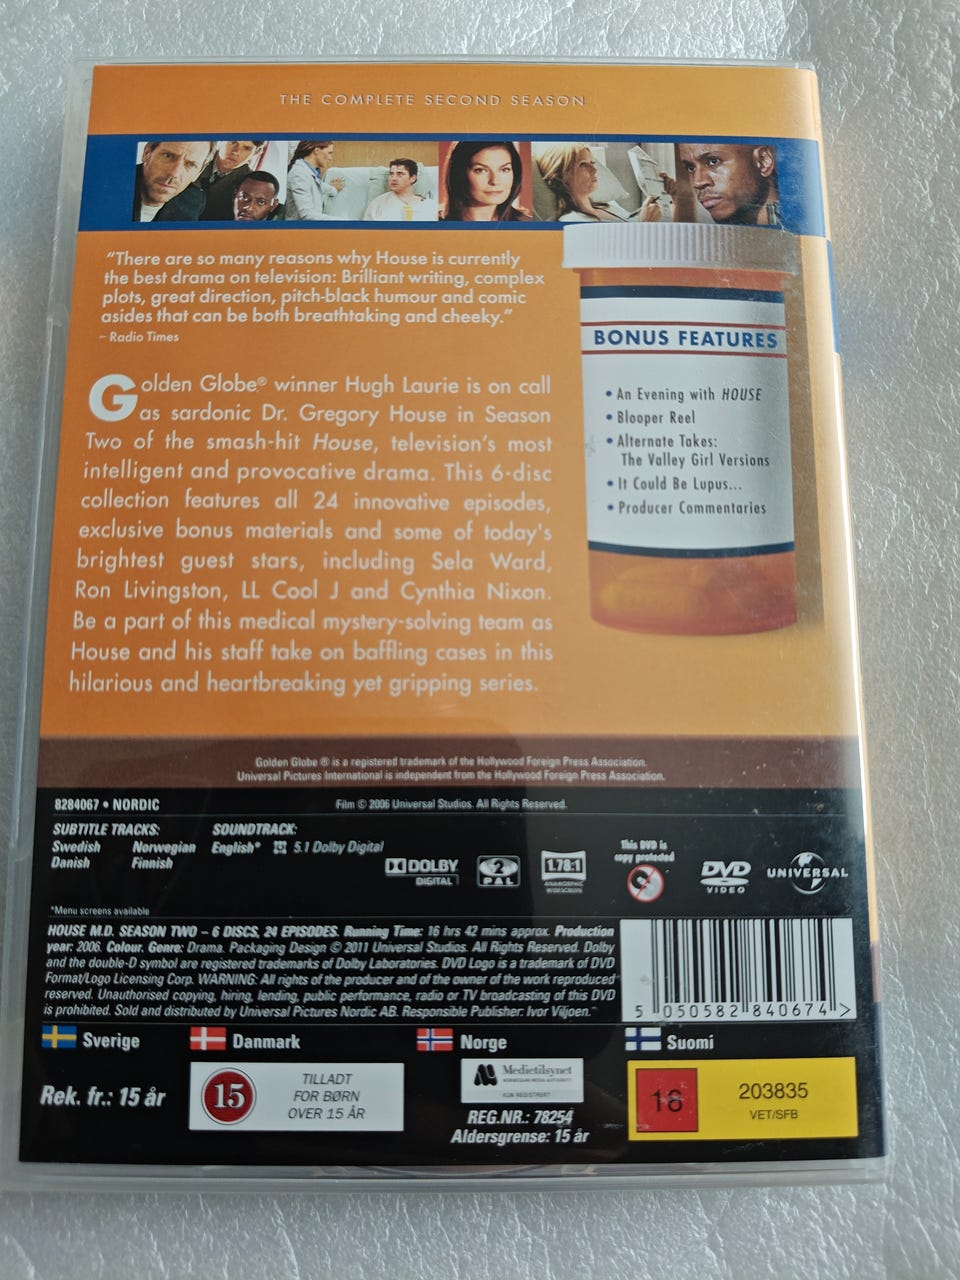 THE COMPLETE SECOND SEASON
“There are so many reasons why House is currently
the best drama on television: Brilliant writing, complex
plots, great direction, pitch-black humour and comic
asides that can be both breathtaking and cheeky.”
– Radio Times
Golden Globe® winner Hugh Laurie is on call
as sardonic Dr. Gregory House in Season
Two of the smash-hit House, television's most
intelligent and provocative drama. This 6-disc
collection features all 24 innovative episodes,
exclusive bonus materials and some of today's
brightest guest stars, including Sela Ward,
Ron Livingston, LL Cool J and Cynthia Nixon.
Be a part of this medical mystery-solving team as
House and his staff take on baffling cases in this
hilarious and heartbreaking yet gripping series.
BONUS FEATURES
• An Evening with HOUSE
• Blooper Reel
• Alternate Takes:
The Valley Girl Versions
• It Could Be Lupus...
• Producer Commentaries
Golden Globe ® is a registered trademark of the Hollywood Foreign Press Association.
Universal Pictures International is independent from the Hollywood Foreign Press Association.
8284067 • NORDIC
Film © 2006 Universal Studios. All Rights Reserved.
SUBTITLE TRACKS:
Swedish Norwegian
Danish Finnish
SOUNDTRACK:
English* 5.1 Dolby Digital
DOLBY
DIGITAL
2
PAL
1.78:1
ANAMORPHIC
WIDESCREEN
This DVD is
copy protected
DVD
VIDEO
UNIVERSAL
*Menu screens available
HOUSE M.D. SEASON TWO – 6 DISCS, 24 EPISODES. Running Time: 16 hrs 42 mins approx. Production
year: 2006. Colour. Genre: Drama. Packaging Design © 2011 Universal Studios. All Rights Reserved. Dolby
and the double-D symbol are registered trademarks of Dolby Laboratories. DVD Logo is a trademark of DVD
Format/Logo Licensing Corp. WARNING: All rights of the producer and of the owner of the work reproduced
reserved. Unauthorised copying, hiring, lending, public performance, radio or TV broadcasting of this DVD
is prohibited. Sold and distributed by Universal Pictures Nordic AB. Responsible Publisher: Ivor Viljoen.
5 050582 840674 >
Sverige
Rek. fr.: 15 år
Danmark
15
TILLADT
FOR BØRN
OVER 15 ÅR
Norge
Medietilsynet
NORWEGIAN MEDIA AUTHORITY
KUN REGISTRERT
REG.NR.: 78254
Aldersgrense: 15 år
Suomi
18
203835
VET/SFB